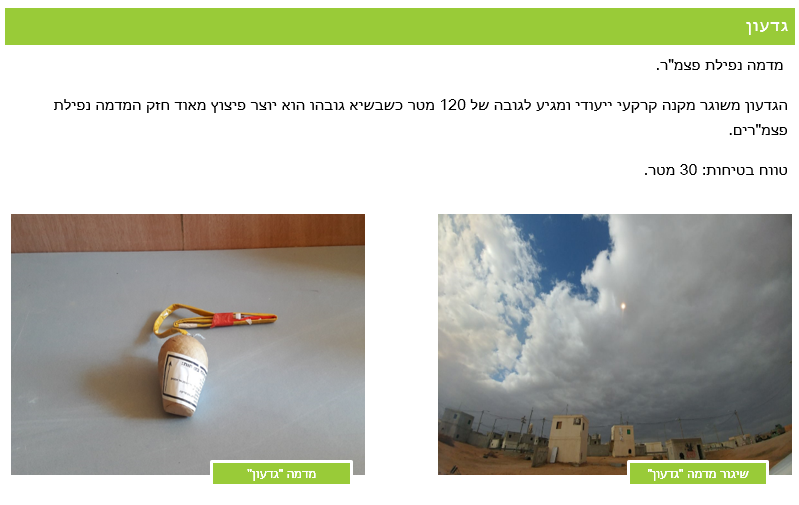 גדעון
מדמה נפילת פצמ"ר.
הגדעון משוגר מקנה קרקעי ייעודי ומגיע לגובה של 120 מטר כשבשיא גובהו הוא יוצר פיצוץ מאוד חזק המדמה נפילת
פצמ"רים.
טווח בטיחות: 30 מטר.
שיגור מדמה "גדעון"
מדמה "גדעון"